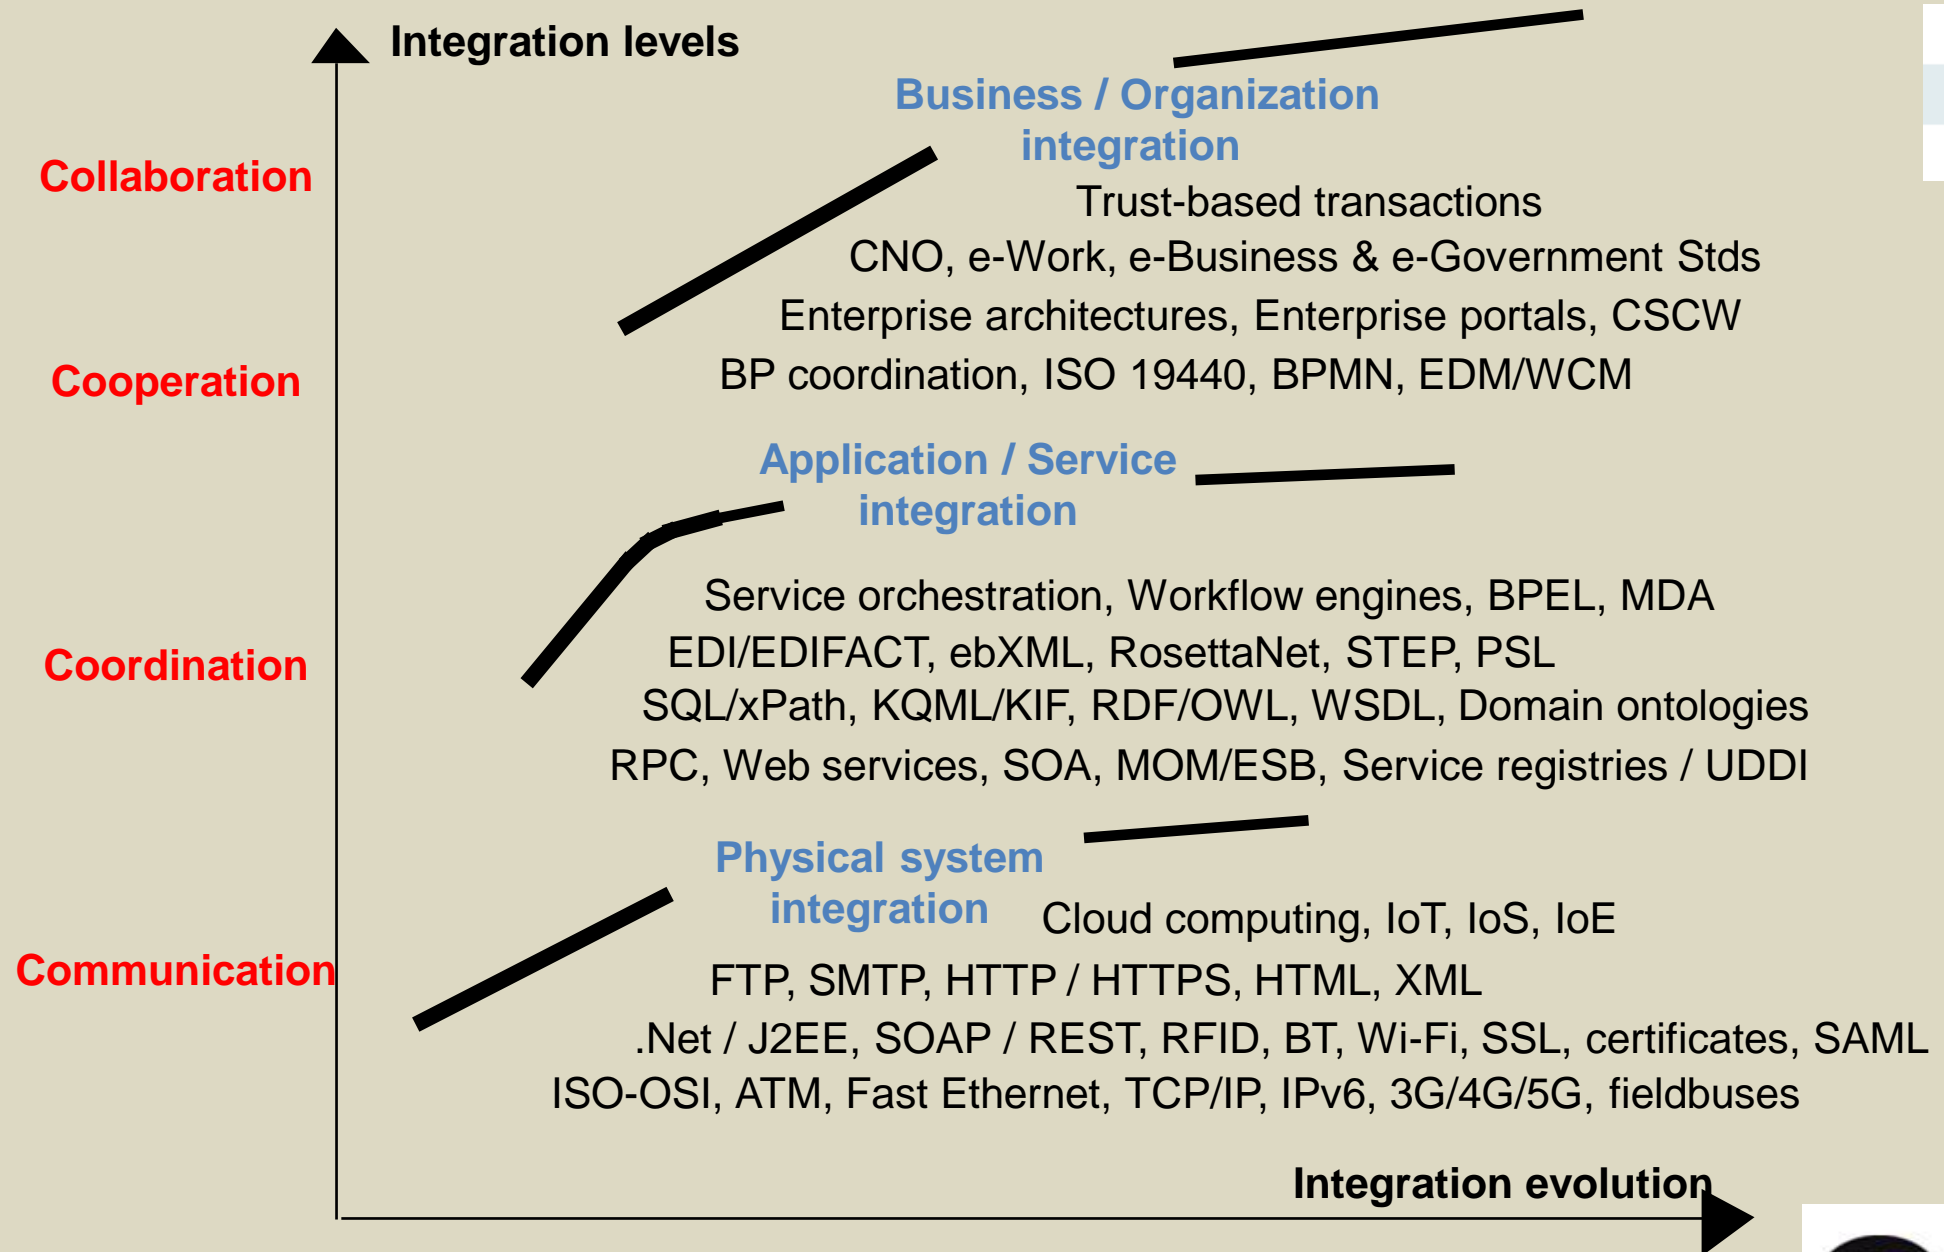 Integration levels
Business / Organization
integration
Collaboration
Trust-based transactions
CNO, e-Work, e-Business & e-Government Stds
Enterprise architectures, Enterprise portals, CSCW
Cooperation
BP coordination, ISO 19440, BPMN, EDM/WCM
Application / Service
integration
Service orchestration, Workflow engines, BPEL, MDA
Coordination
EDI/EDIFACT, ebXML, RosettaNet, STEP, PSL
SQL/xPath, KQML/KIF, RDF/OWL, WSDL, Domain ontologies
RPC, Web services, SOA, MOM/ESB, Service registries / UDDI
Physical system
integration
Cloud computing, IoT, IoS, IoE
Communication
FTP, SMTP, HTTP / HTTPS, HTML, XML
.Net / J2EE, SOAP / REST, RFID, BT, Wi-Fi, SSL, certificates, SAML
ISO-OSI, ATM, Fast Ethernet, TCP/IP, IPv6, 3G/4G/5G, fieldbuses
Integration evolution